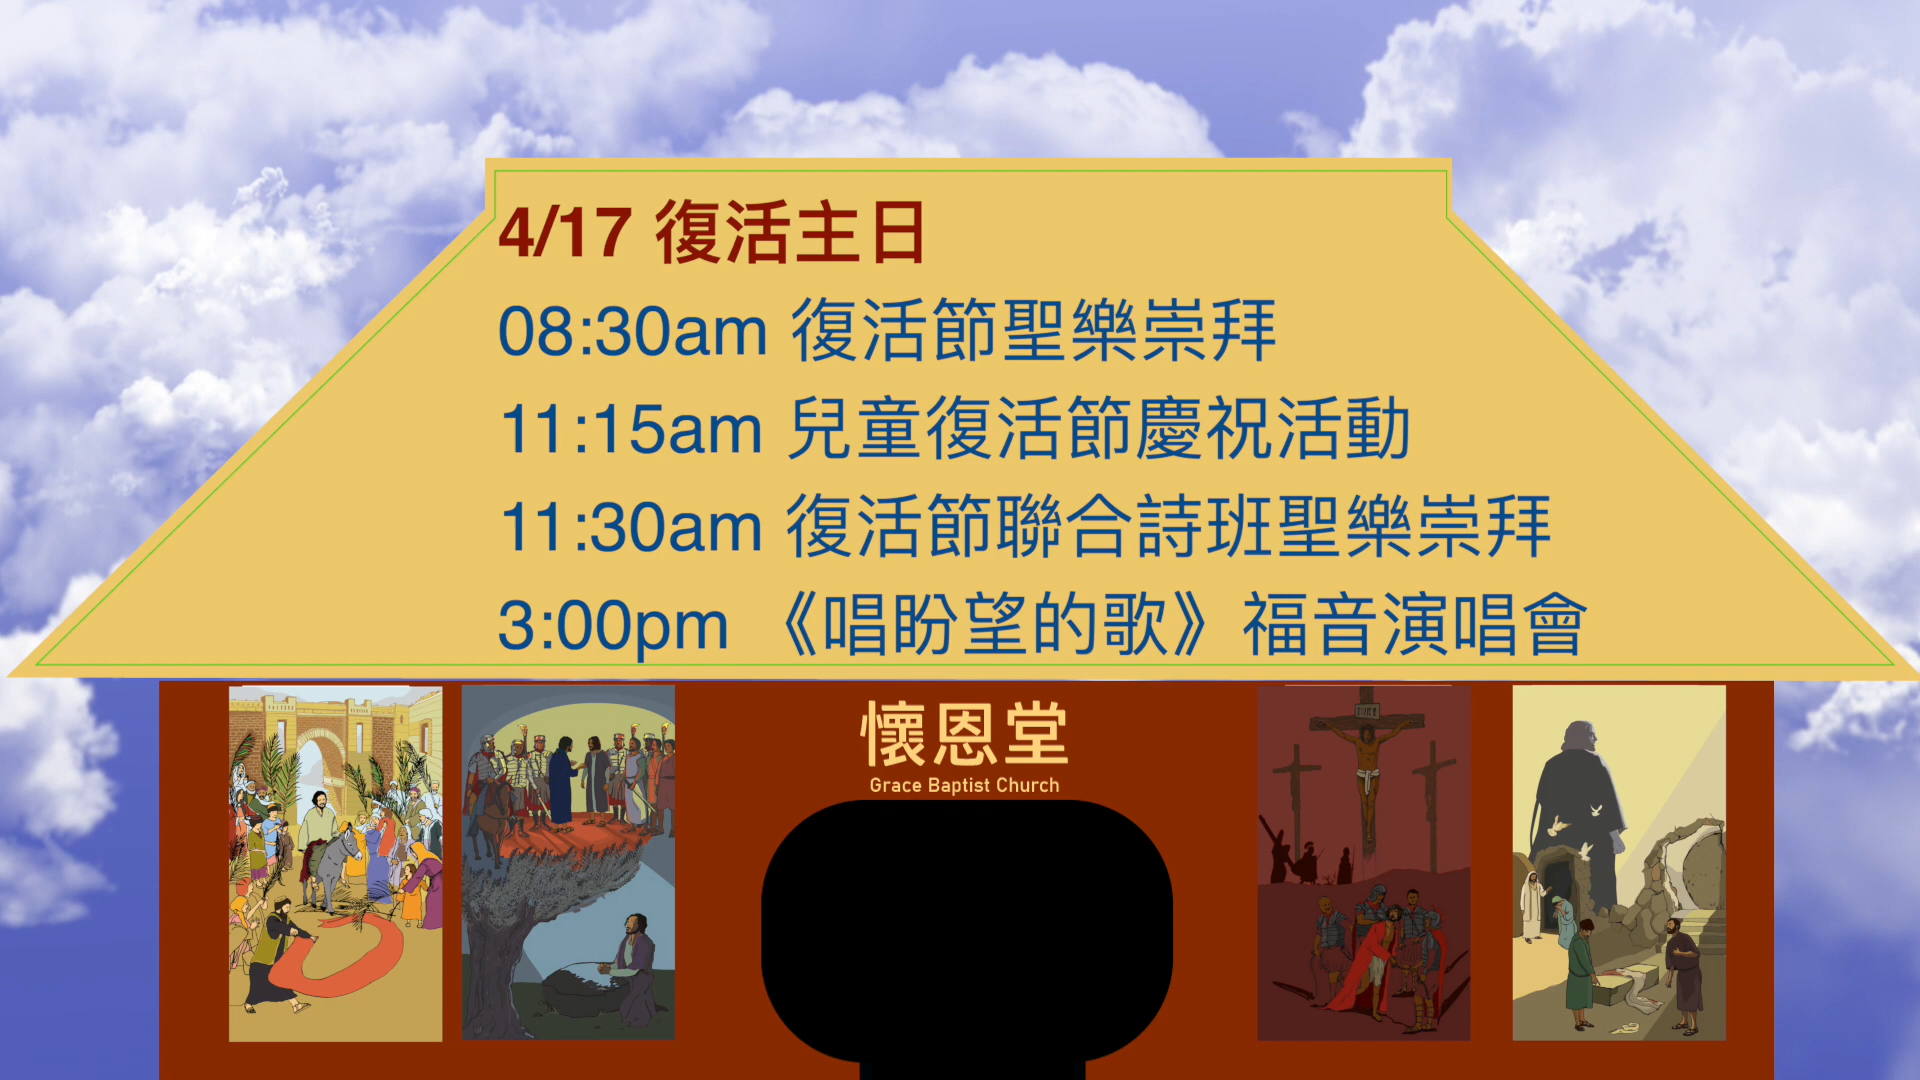 4/17 復活主日
08:30am 復活節聖樂崇拜
11:15am 兒童復活節慶祝活動
11:30am 復活節聯合詩班聖樂崇拜
3:00pm 《唱盼望的歌》福音演唱會
懷恩堂
Grace Baptist Church